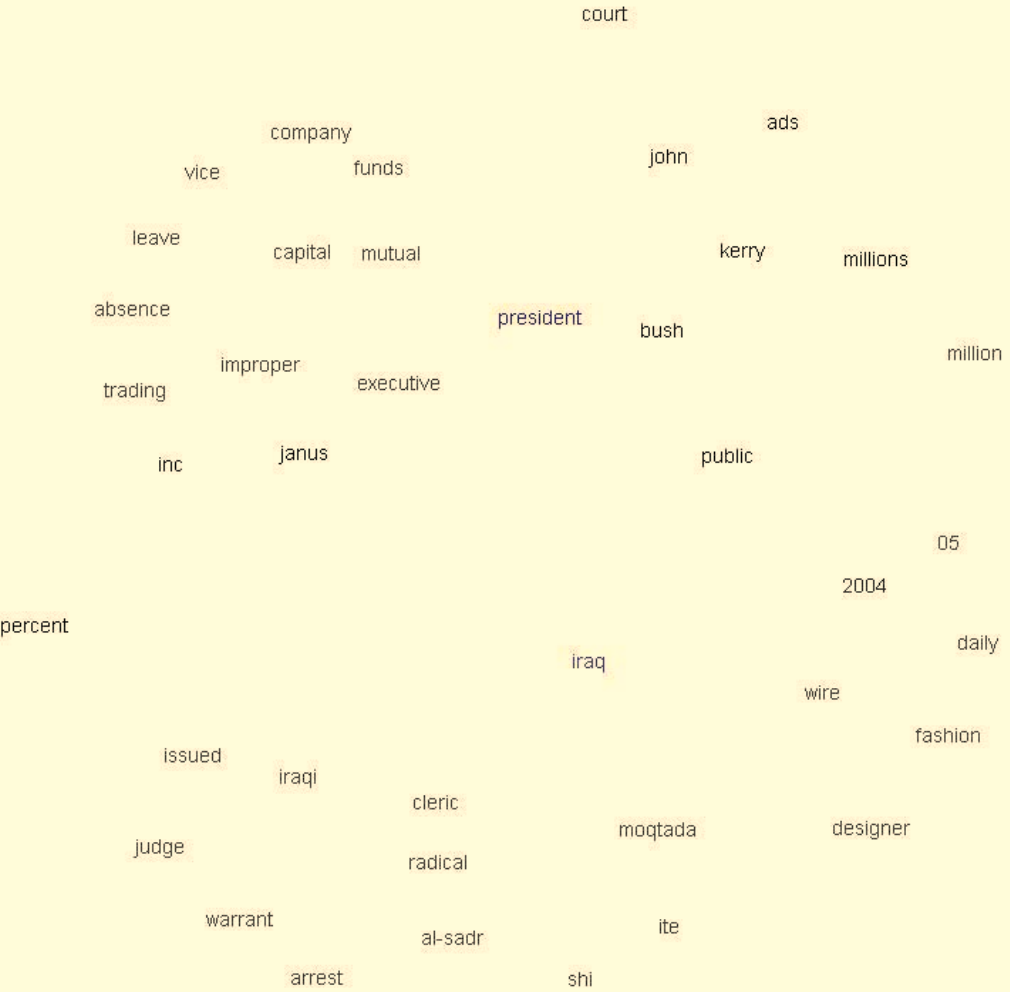 court
ads
company
john
funds
vice
leave
kerry
capital
mutual
millions
absence
president
bush
million
improper
executive
trading
janus
public
inc
05
2004
percent
daily
iraq
wire
fashion
issued
iraqi
cleric
moqtada
designer
judge
radical
warrant
ite
al-sadr
arrest
shi